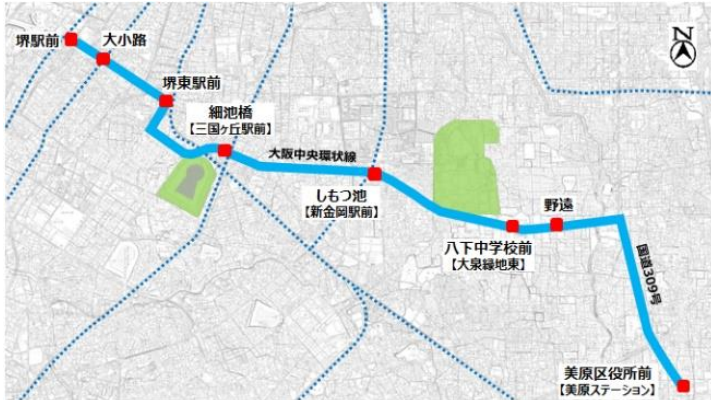 堺駅前
大小路
堺東駅前
細池橋
【三国ヶ丘駅前】
大阪中央環状線
しもつ池
【新金岡駅前】
八下中学校前
【大泉緑地東】
野遠
国道309号
美原区役所前
【美原ステーション】
N